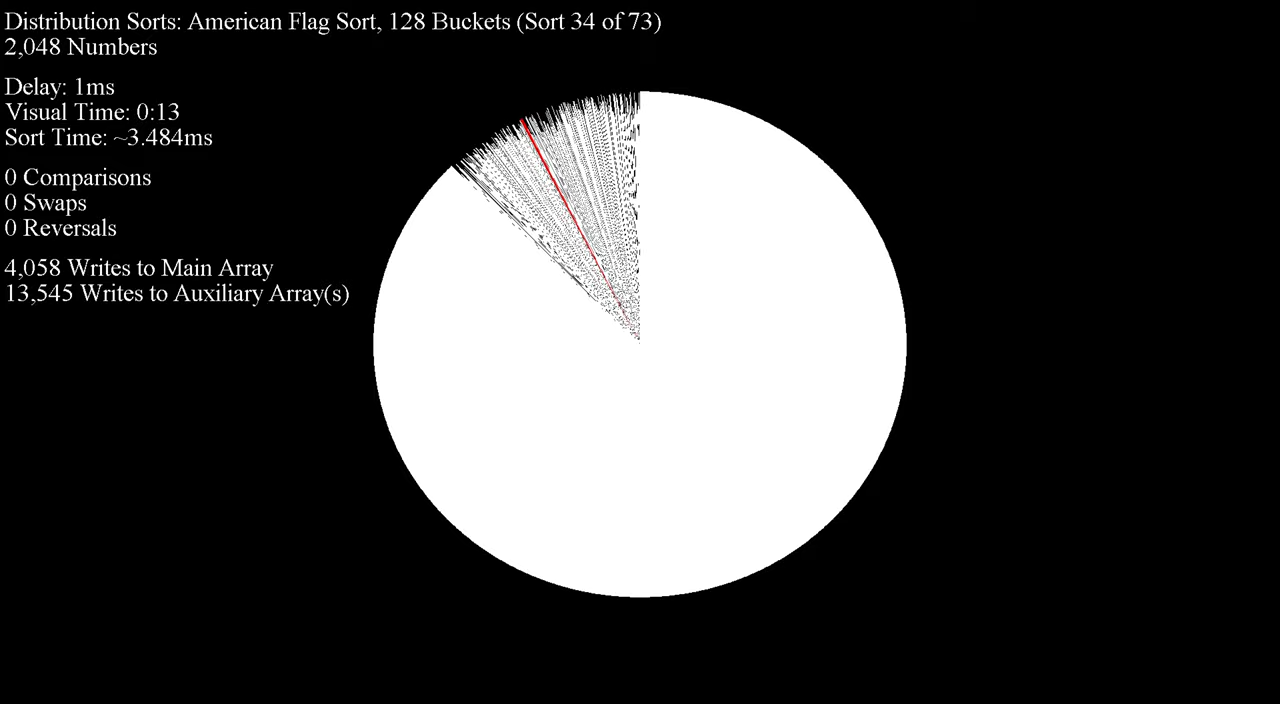 Distribution Sorts: American Flag Sort, 128 Buckets (Sort 34 of 73)
2,048 Numbers
Delay: 1ms
Visual Time: 0:13
Sort Time: ~3.484ms
0 Comparisons
0 Swaps
0 Reversals
4,058 Writes to Main Array
13,545 Writes to Auxiliary Array(s)